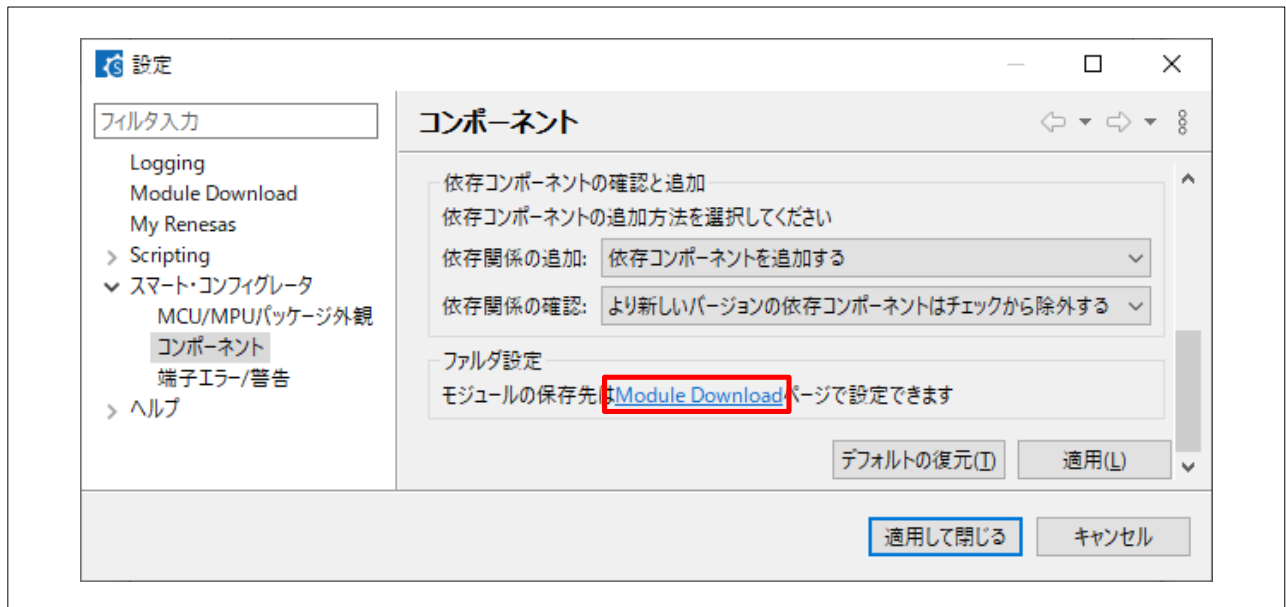 設定
フィルタ入力
Logging
Module Download
My Renesas
Scripting
スマート・コンフィグレータ
MCU/MPUパッケージ外観
コンポーネント
端子エラー/警告
ヘルプ
コンポーネント
依存コンポーネントの確認と追加
依存コンポーネントの追加方法を選択してください
依存関係の追加: 依存コンポーネントを追加する
依存関係の確認: より新しいバージョンの依存コンポーネントはチェックから除外する
ファルダ設定
モジュールの保存先はModule Downloadページで設定できます
デフォルトの復元(T) 適用(L)
適用して閉じる キャンセル